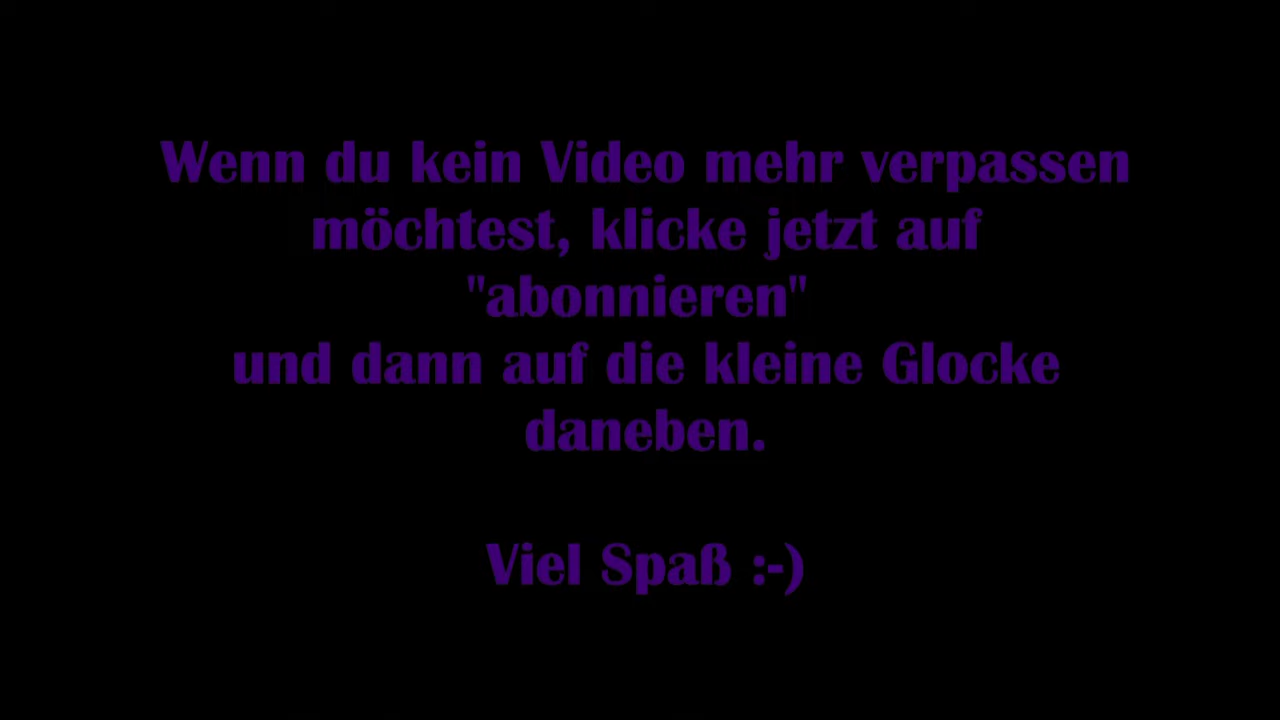 Wenn du kein Video mehr verpassen
möchtest, klicke jetzt auf
"abonnieren"
und dann auf die kleine Glocke
daneben.
Viel Spaß :-)